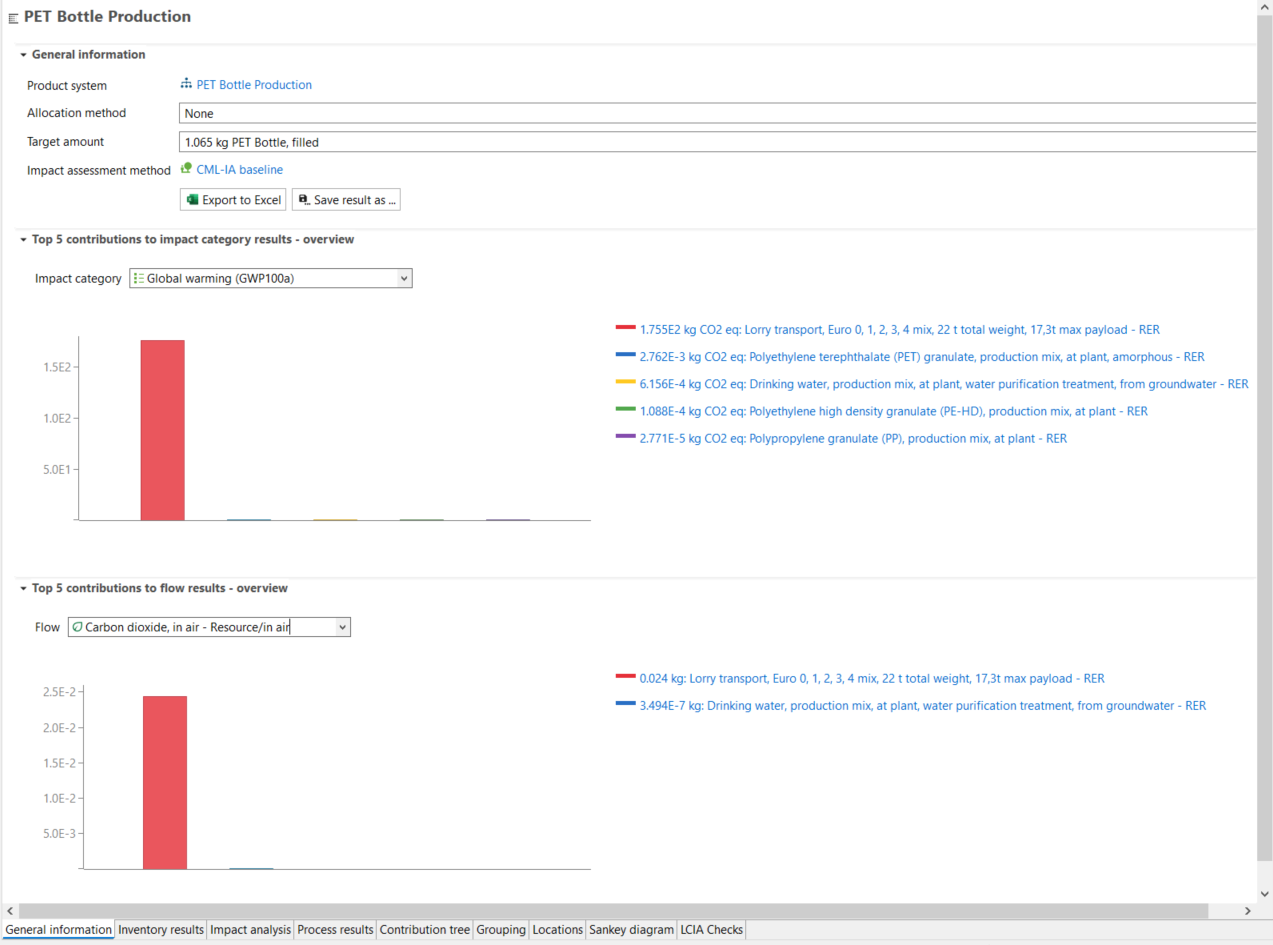 PET Bottle Production
General information
Product system PET Bottle Production
Allocation method None
Target amount 1.065 kg PET Bottle, filled
Impact assessment method CML-IA baseline
Export to Excel Save result as ...
Top 5 contributions to impact category results - overview
Impact category Global warming (GWP100a)
1.755E2 kg CO2 eq: Lorry transport, Euro 0, 1, 2, 3, 4 mix, 22 t total weight, 17,3t max payload - RER
2.762E-3 kg CO2 eq: Polyethylene terephthalate (PET) granulate, production mix, at plant, amorphous - RER
6.156E-4 kg CO2 eq: Drinking water, production mix, at plant, water purification treatment, from groundwater - RER
1.088E-4 kg CO2 eq: Polyethylene high density granulate (PE-HD), production mix, at plant - RER
2.771E-5 kg CO2 eq: Polypropylene granulate (PP), production mix, at plant - RER
1.5E2
1.0E2
5.0E1
Top 5 contributions to flow results - overview
Flow Carbon dioxide, in air - Resource/in air
0.024 kg: Lorry transport, Euro 0, 1, 2, 3, 4 mix, 22 t total weight, 17,3t max payload - RER
3.494E-7 kg: Drinking water, production mix, at plant, water purification treatment, from groundwater - RER
2.5E-2
2.0E-2
1.5E-2
1.0E-2
5.0E-3
General information Inventory results Impact analysis Process results Contribution tree Grouping Locations Sankey diagram LCIA Checks